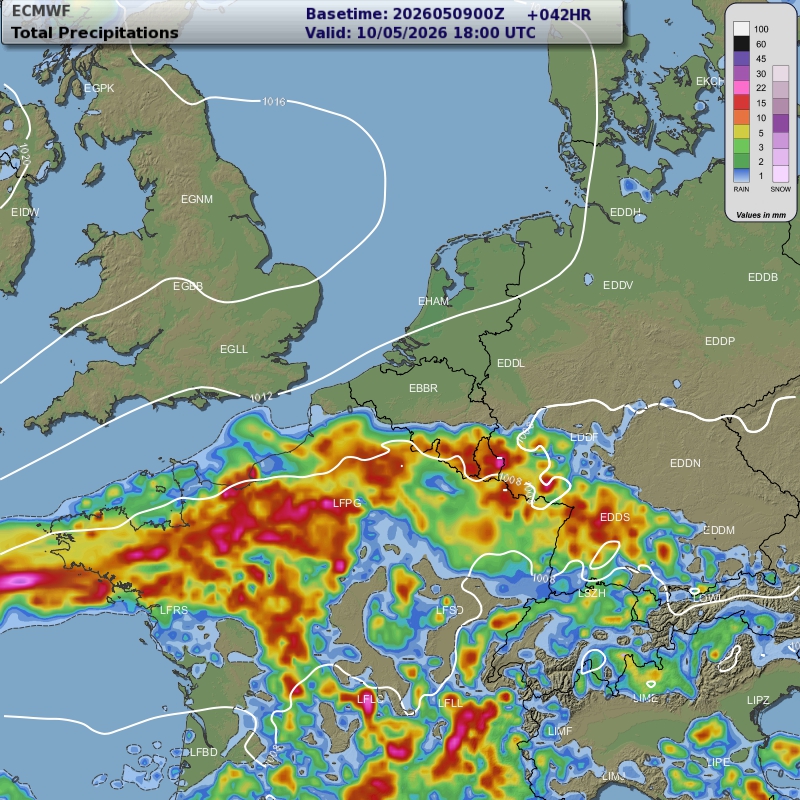 ECMWF
Total Precipitations
Basetime: 2026050900Z +042HR
Valid: 10/05/2026 18:00 UTC
100
60
45
30
22
15
10
5
3
2
1
RAIN
SNOW
Values in mm
EGPK
EKCH
1016
EIDW
EGNM
EDDH
EGBB
EHAM
EDDV
EDDB
EGLL
EDDP
EDDL
EBBR
1012
EDDF
EDDN
1008
LFPG
EDDS
EDDM
1008
LSZH
LOWI
LFRS
LFSD
LFLC
LFLL
LIML
LIPZ
LIMF
LFBD
LIPE